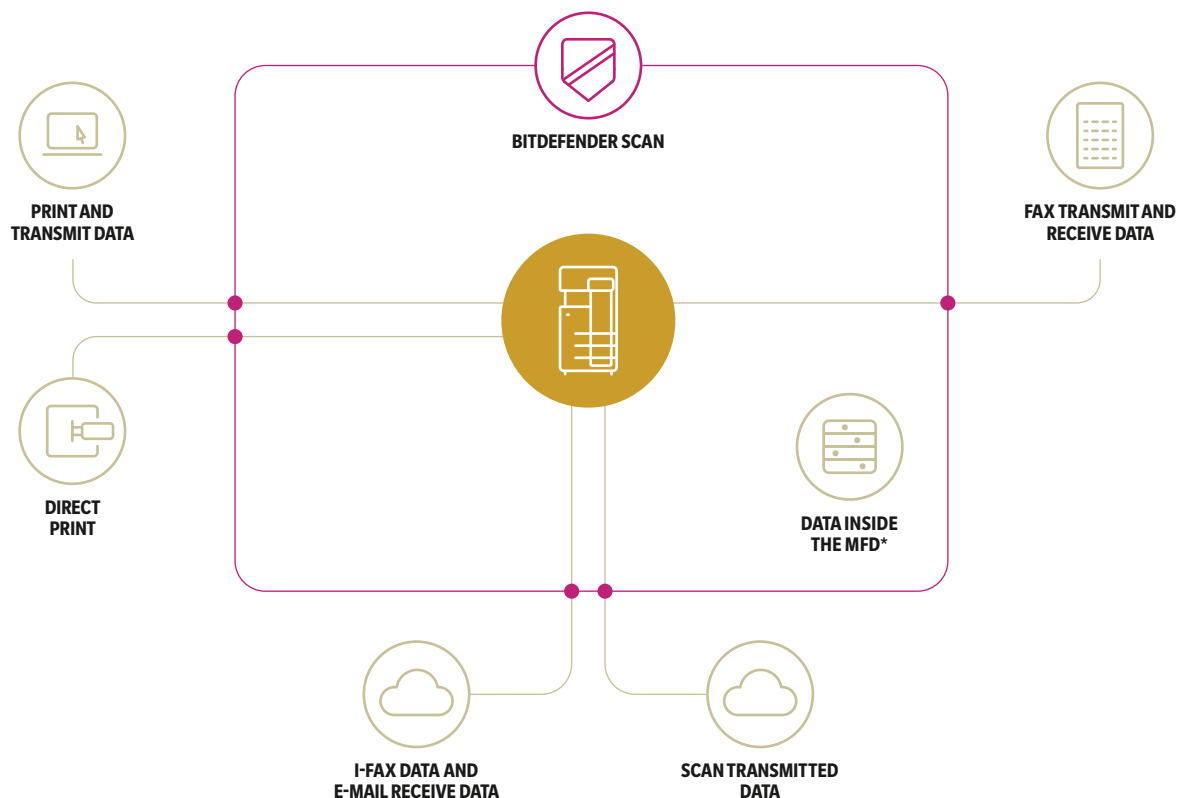 BITDEFENDER SCAN
PRINT AND
TRANSMIT DATA
FAX TRANSMIT AND
RECEIVE DATA
DIRECT
PRINT
DATA INSIDE
THE MFD*
I-FAX DATA AND
E-MAIL RECEIVE DATA
SCAN TRANSMITTED
DATA